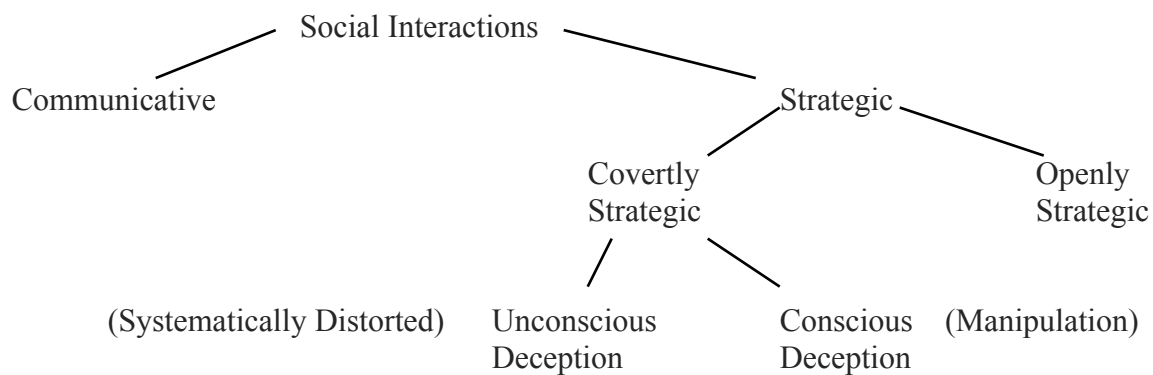 Social Interactions
Communicative
Strategic
Covertly
Strategic
Openly
Strategic
(Systematically Distorted)
Unconscious
Deception
Conscious
Deception
(Manipulation)